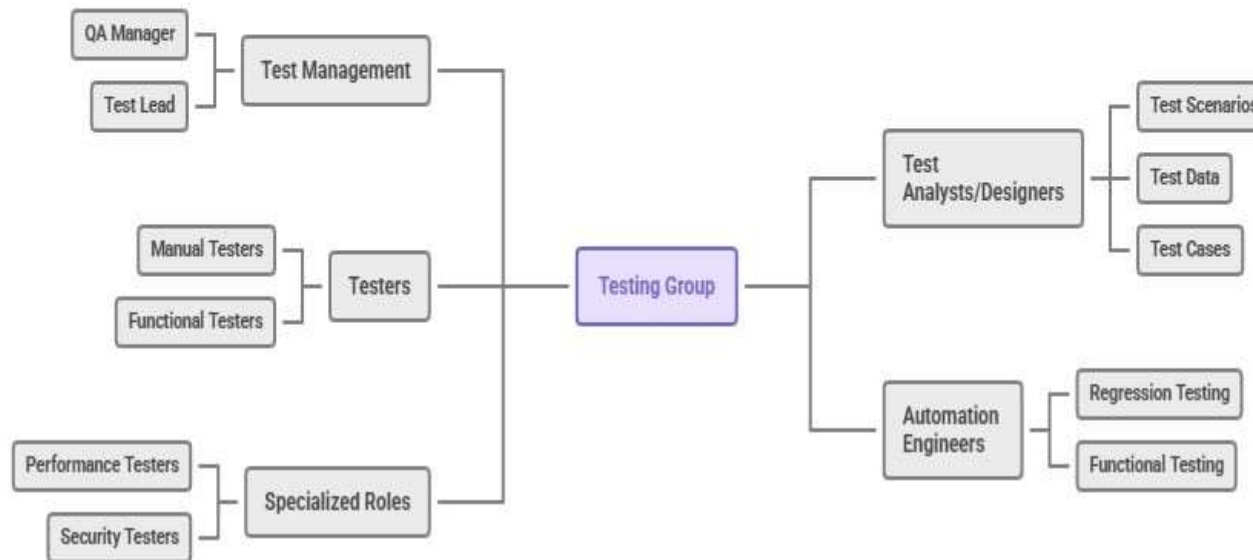 QA Manager
Test Lead
Test Management
Manual Testers
Functional Testers
Testers
Performance Testers
Security Testers
Specialized Roles
Testing Group
Test
Analysts/Designers
Test Scenarios
Test Data
Test Cases
Automation
Engineers
Regression Testing
Functional Testing